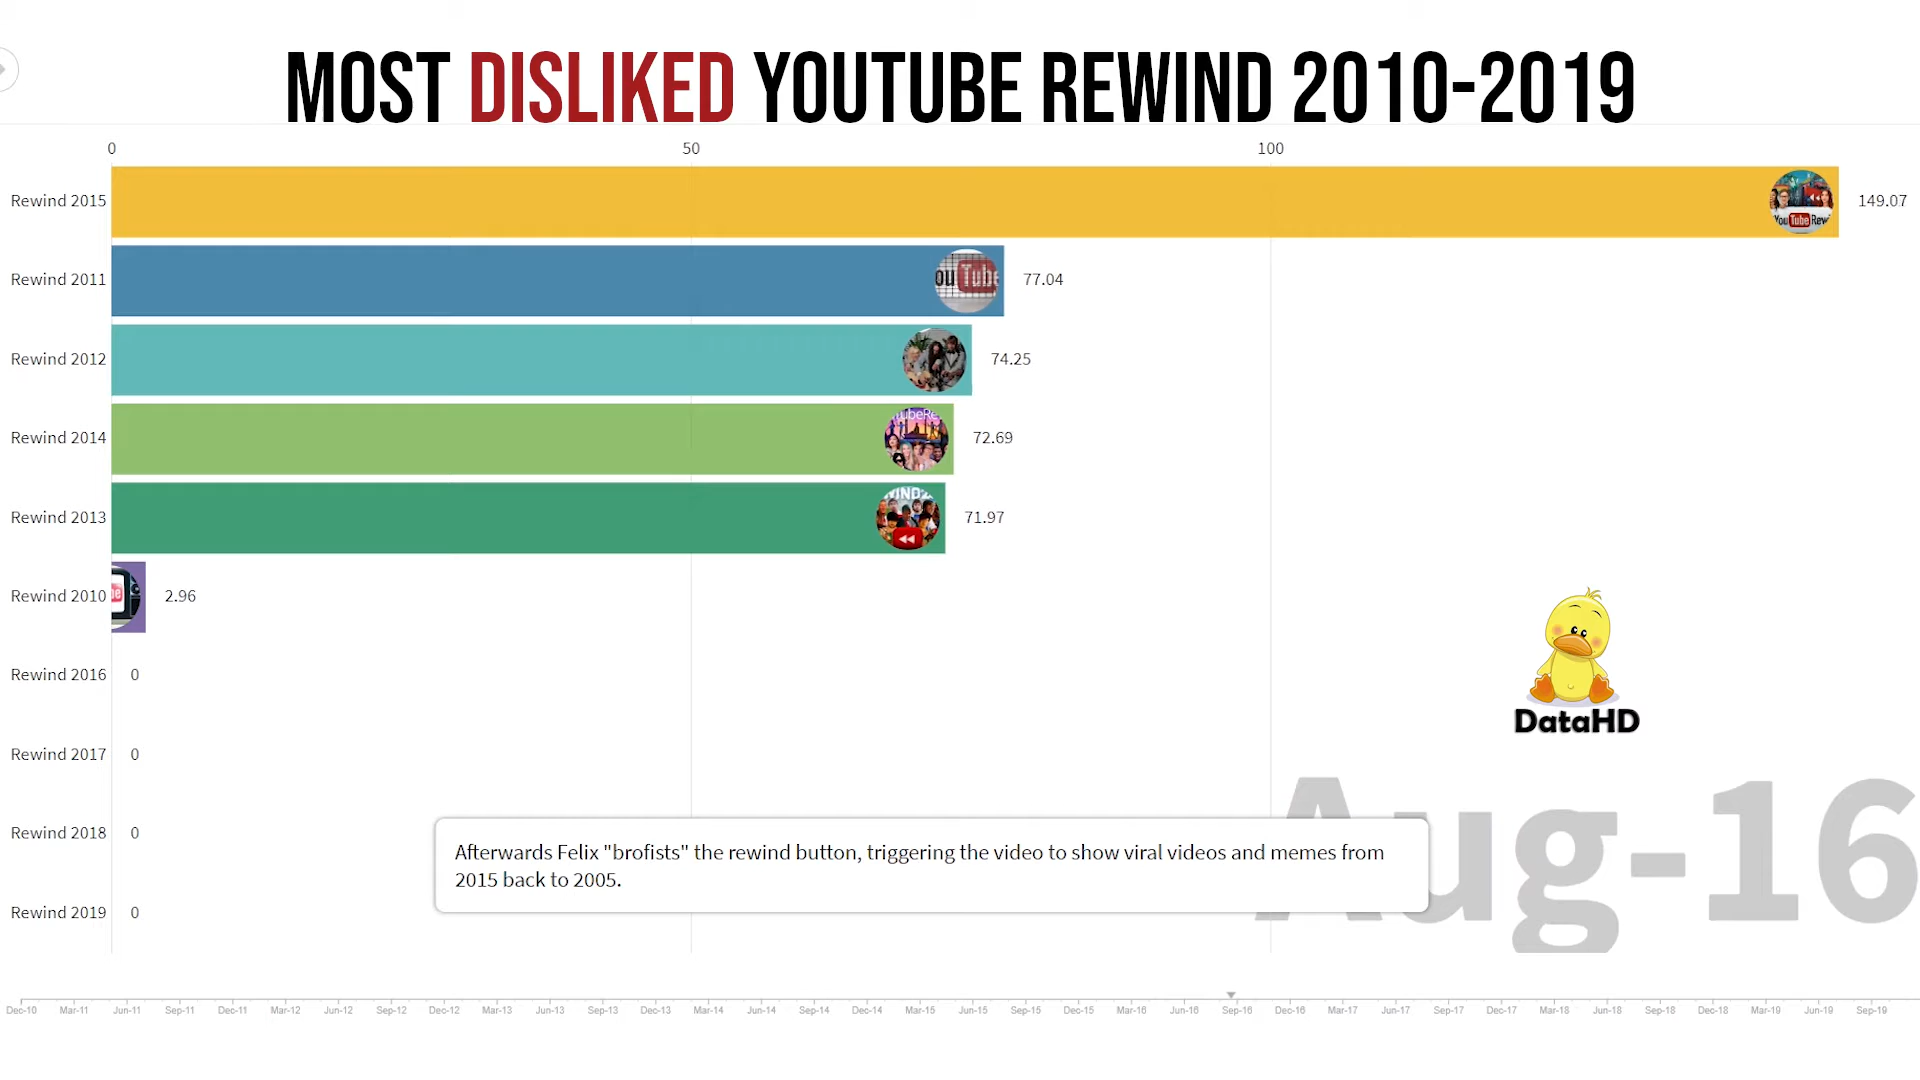 MOST DISLIKED YOUTUBE REWIND 2010-2019
0 50 100
Rewind 2015 YouTube Rewi 149.07
Rewind 2011 ou Tube 77.04
Rewind 2012 74.25
Rewind 2014 utubeRe 72.69
Rewind 2013 WIND2 71.97
Rewind 2010 be 2.96
Rewind 2016 0
Rewind 2017 0
Rewind 2018 0
Rewind 2019 0
DataHD
Aug-16
Afterwards Felix "brofists" the rewind button, triggering the video to show viral videos and memes from
2015 back to 2005.
Dec-10 Mar-11 Jun-11 Sep-11 Dec-11 Mar-12 Jun-12 Sep-12 Dec-12 Mar-13 Jun-13 Sep-13 Dec-13 Mar-14 Jun-14 Sep-14 Dec-14 Mar-15 Jun-15 Sep-15 Dec-15 Mar-16 Jun-16 Sep-16 Dec-16 Mar-17 Jun-17 Sep-17 Dec-17 Mar-18 Jun-18 Sep-18 Dec-18 Mar-19 Jun-19 Sep-19